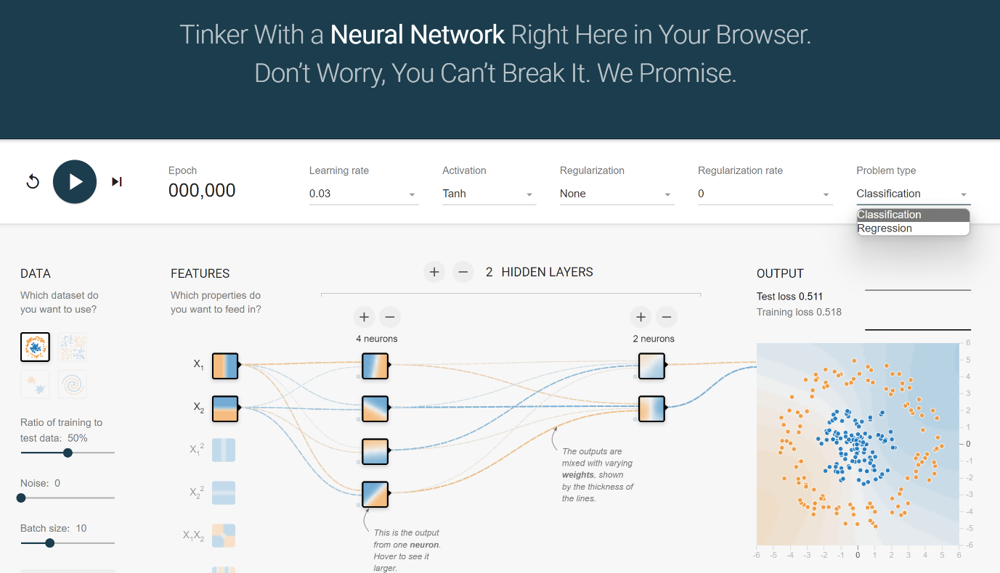 Tinker With a Neural Network Right Here in Your Browser.
Don't Worry, You Can't Break It. We Promise.
Epoch
000,000
Learning rate
0.03
Activation
Tanh
Regularization
None
Regularization rate
0
Problem type
Classification
Classification
Regression
DATA
Which dataset do
you want to use?
Ratio of training to
test data: 50%
Noise: 0
Batch size: 10
FEATURES
Which properties do
you want to feed in?
X₁
X₂
X₁²
X₂²
X₁X₂
+ − 2 HIDDEN LAYERS
+ −
4 neurons
+ −
2 neurons
This is the output
from one neuron.
Hover to see it
larger.
The outputs are
mixed with varying
weights, shown
by the thickness of
the lines.
OUTPUT
Test loss 0.511
Training loss 0.518
6
5
4
3
2
1
0
-1
-2
-3
-4
-5
-6
-6 -5 -4 -3 -2 -1 0 1 2 3 4 5 6